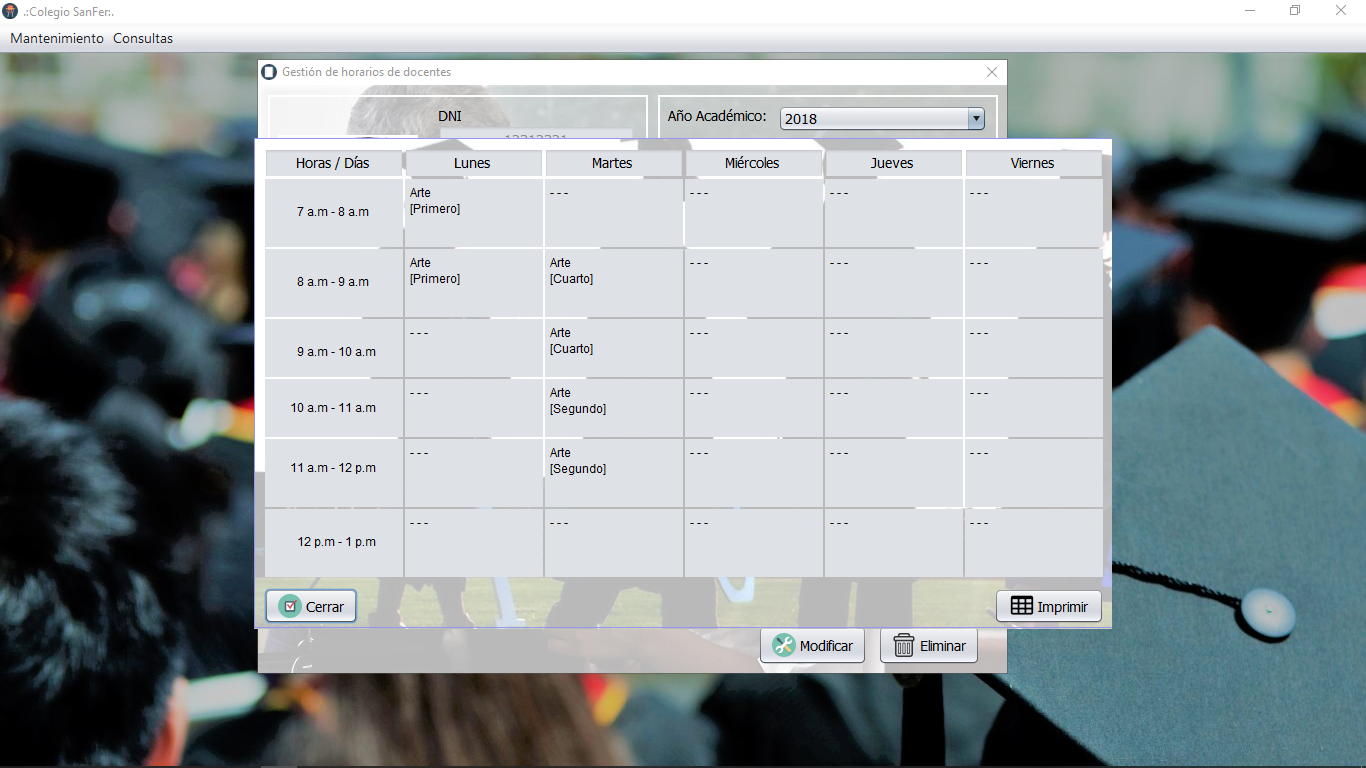 .:Colegio SanFer:.
Mantenimiento Consultas
Gestión de horarios de docentes
DNI
Año Académico: 2018
Horas / Días Lunes Martes Miércoles Jueves Viernes
7 a.m - 8 a.m Arte [Primero] - - - - - - - - - - - -
8 a.m - 9 a.m Arte [Primero] Arte [Cuarto] - - - - - - - - -
9 a.m - 10 a.m - - - Arte [Cuarto] - - - - - - - - -
10 a.m - 11 a.m - - - Arte [Segundo] - - - - - - - - -
11 a.m - 12 p.m - - - Arte [Segundo] - - - - - - - - -
12 p.m - 1 p.m - - - - - - - - - - - - - - -
Cerrar Imprimir
Modificar Eliminar